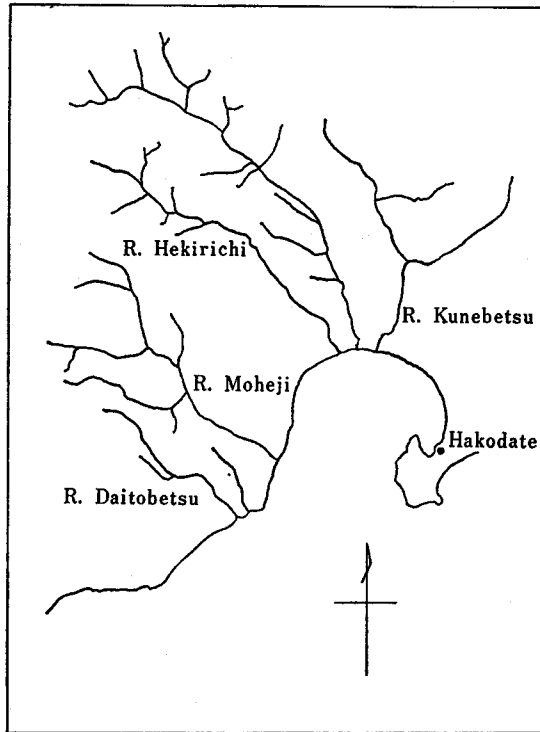 R. Hekirichi
R. Kunebetsu
R. Moheji
Hakodate
R. Daitobetsu